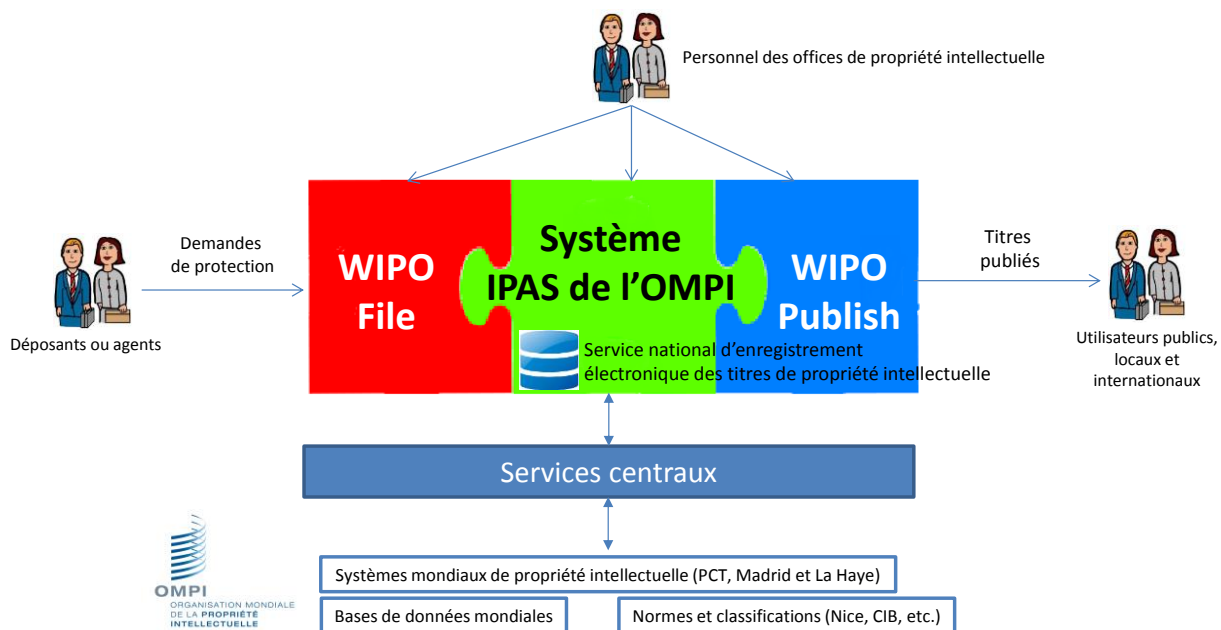 Personnel des offices de propriété intellectuelle
Demandes
de protection
Déposants ou agents
WIPO
File
Système
IPAS de l’OMPI
WIPO
Publish
Service national d’enregistrement
électronique des titres de propriété intellectuelle
Titres
publiés
Utilisateurs publics,
locaux et
internationaux
Services centraux
OMPI
ORGANISATION MONDIALE
DE LA PROPRIÉTÉ
INTELLECTUELLE
Systèmes mondiaux de propriété intellectuelle (PCT, Madrid et La Haye)
Bases de données mondiales
Normes et classifications (Nice, CIB, etc.)